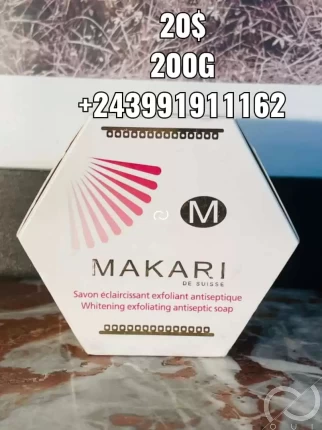 20$
200G
+243991911162
M
MAKARI
DE SUISSE
Savon éclaircissant exfoliant antiseptique
Whitening exfoliating antiseptic soap